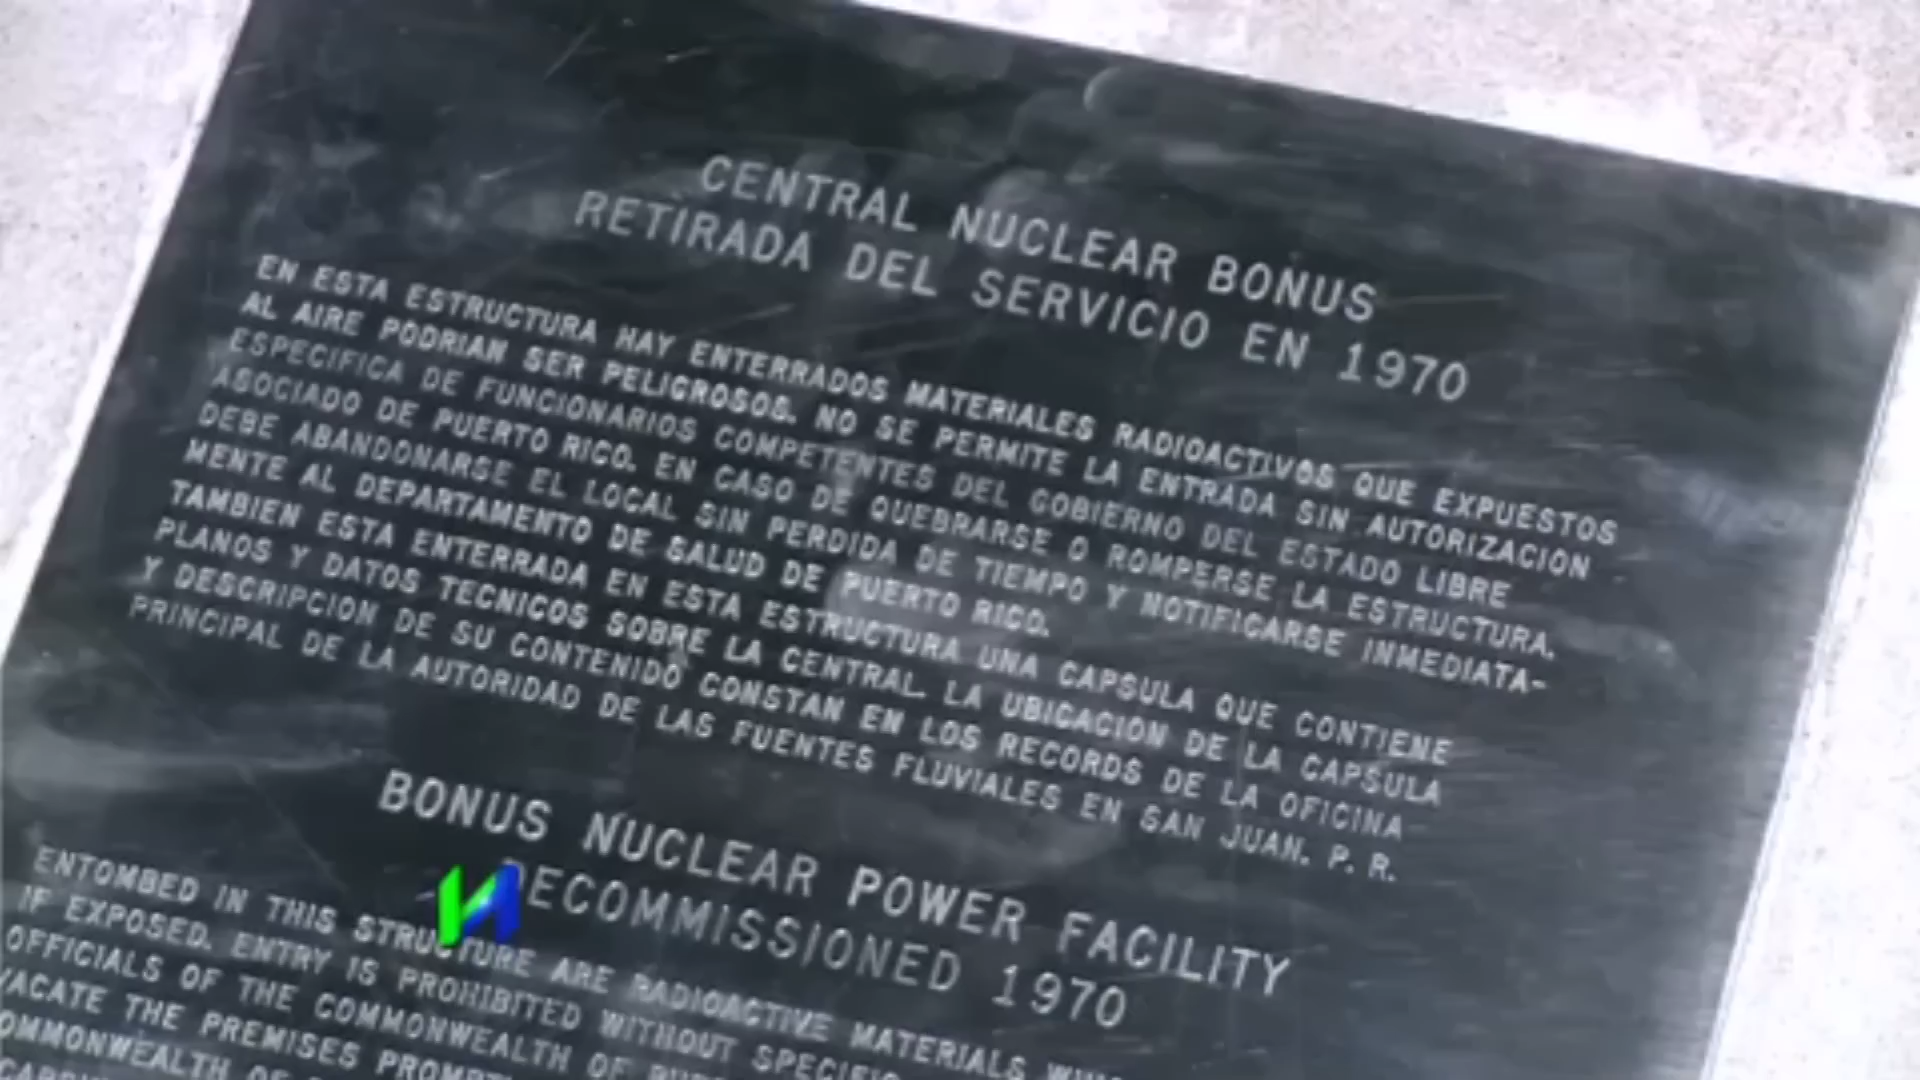 CENTRAL NUCLEAR BONUS
RETIRADA DEL SERVICIO EN 1970
EN ESTA ESTRUCTURA HAY ENTERRADOS MATERIALES RADIOACTIVOS QUE EXPUESTOS
AL AIRE PODRIAN SER PELIGROSOS. NO SE PERMITE LA ENTRADA SIN AUTORIZACION
ESPECIFICA DE FUNCIONARIOS COMPETENTES DEL GOBIERNO DEL ESTADO LIBRE
ASOCIADO DE PUERTO RICO. EN CASO DE QUEBRARSE O ROMPERSE LA ESTRUCTURA,
DEBE ABANDONARSE EL LOCAL SIN PERDIDA DE TIEMPO Y NOTIFICARSE INMEDIATA-
MENTE AL DEPARTAMENTO DE SALUD DE PUERTO RICO.
TAMBIEN ESTA ENTERRADA EN ESTA ESTRUCTURA UNA CAPSULA QUE CONTIENE
PLANOS Y DATOS TECNICOS SOBRE LA CENTRAL. LA UBICACION DE LA CAPSULA
Y DESCRIPCION DE SU CONTENIDO CONSTAN EN LOS RECORDS DE LA OFICINA
PRINCIPAL DE LA AUTORIDAD DE LAS FUENTES FLUVIALES EN SAN JUAN. P. R.
BONUS NUCLEAR POWER FACILITY
DECOMMISSIONED 1970
ENTOMBED IN THIS STRUCTURE ARE RADIOACTIVE MATERIALS
IF EXPOSED. ENTRY IS PROHIBITED WITHOUT SPECIFIC
OFFICIALS OF THE COMMONWEALTH OF
VACATE THE PREMISES
COMMONWEALTH OF